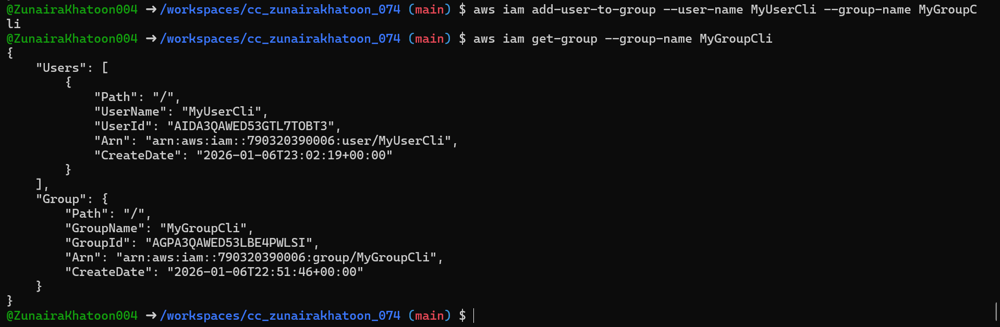 @ZunairaKhatoon004 ➜ /workspaces/cc_zunairakhatoon_074 (main) $ aws iam add-user-to-group --user-name MyUserCli --group-name MyGroupC
li
@ZunairaKhatoon004 ➜ /workspaces/cc_zunairakhatoon_074 (main) $ aws iam get-group --group-name MyGroupCli
{
    "Users": [
        {
            "Path": "/",
            "UserName": "MyUserCli",
            "UserId": "AIDA3QAWED53GTL7TOBT3",
            "Arn": "arn:aws:iam::790320390006:user/MyUserCli",
            "CreateDate": "2026-01-06T23:02:19+00:00"
        }
    ],
    "Group": {
        "Path": "/",
        "GroupName": "MyGroupCli",
        "GroupId": "AGPA3QAWED53LBE4PWLSI",
        "Arn": "arn:aws:iam::790320390006:group/MyGroupCli",
        "CreateDate": "2026-01-06T22:51:46+00:00"
    }
}
@ZunairaKhatoon004 ➜ /workspaces/cc_zunairakhatoon_074 (main) $